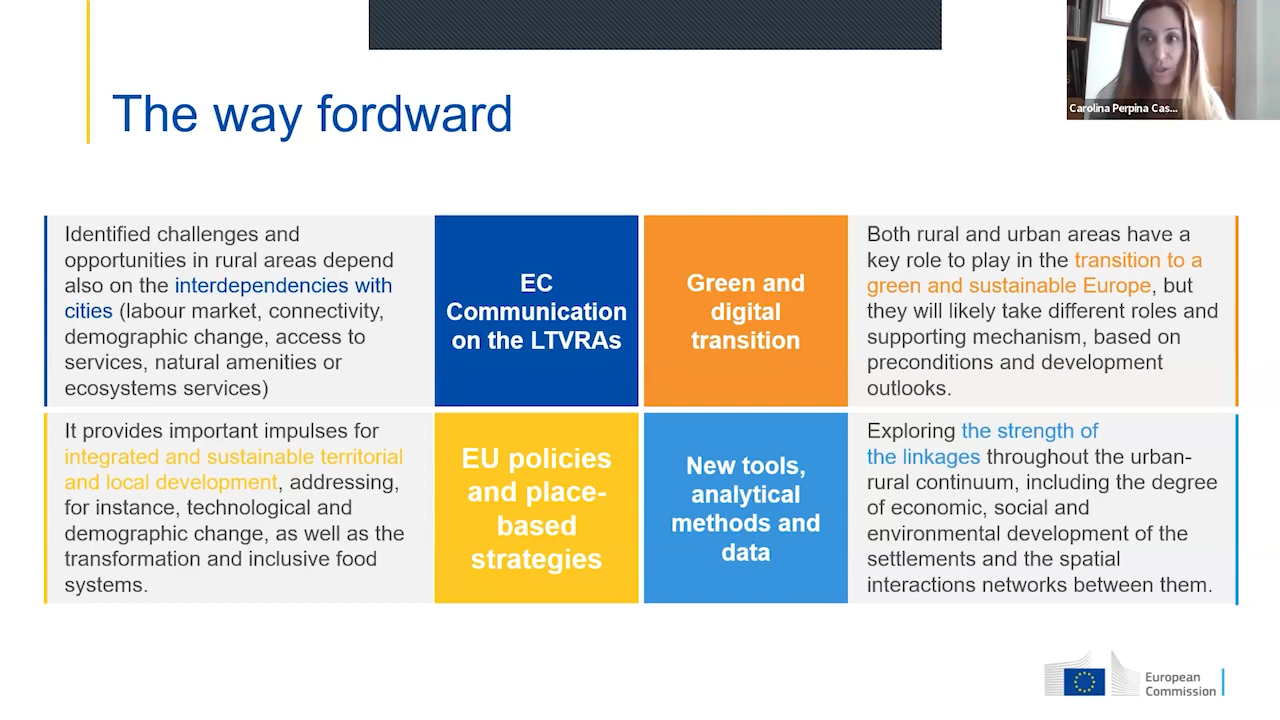 Carolina Perpina Cas...
The way fordward
Identified challenges and
opportunities in rural areas depend
also on the interdependencies with
cities (labour market, connectivity,
demographic change, access to
services, natural amenities or
ecosystems services)
EC
Communication
on the LTVRAs
Green and
digital
transition
Both rural and urban areas have a
key role to play in the transition to a
green and sustainable Europe, but
they will likely take different roles and
supporting mechanism, based on
preconditions and development
outlooks.
It provides important impulses for
integrated and sustainable territorial
and local development, addressing,
for instance, technological and
demographic change, as well as the
transformation and inclusive food
systems.
EU policies
and place-
based
strategies
New tools,
analytical
methods and
data
Exploring the strength of
the linkages throughout the urban-
rural continuum, including the degree
of economic, social and
environmental development of the
settlements and the spatial
interactions networks between them.
European
Commission